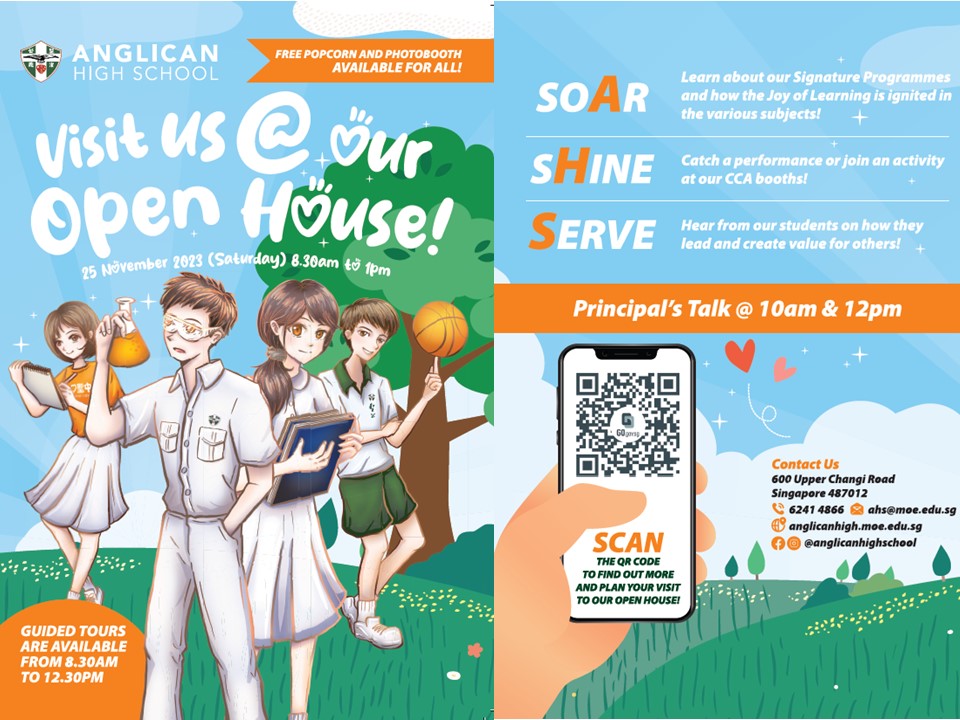 ANGLICAN
HIGH SCHOOL
FREE POPCORN AND PHOTOBOOTH
AVAILABLE FOR ALL!
Visit us @ Our
Open House!
25 November 2023 (Saturday) 8.30am to 1pm
GUIDED TOURS
ARE AVAILABLE
FROM 8.30AM
TO 12.30PM
SOAR
Learn about our Signature Programmes
and how the Joy of Learning is ignited in
the various subjects!
SHINE
Catch a performance or join an activity
at our CCA booths!
SERVE
Hear from our students on how they
lead and create value for others!
Principal's Talk @ 10am & 12pm
SCAN
THE QR CODE
TO FIND OUT MORE
AND PLAN YOUR VISIT
TO OUR OPEN HOUSE!
Contact Us
600 Upper Changi Road
Singapore 487012
6241 4866 ahs@moe.edu.sg
anglicanhigh.moe.edu.sg
@anglicanhighschool